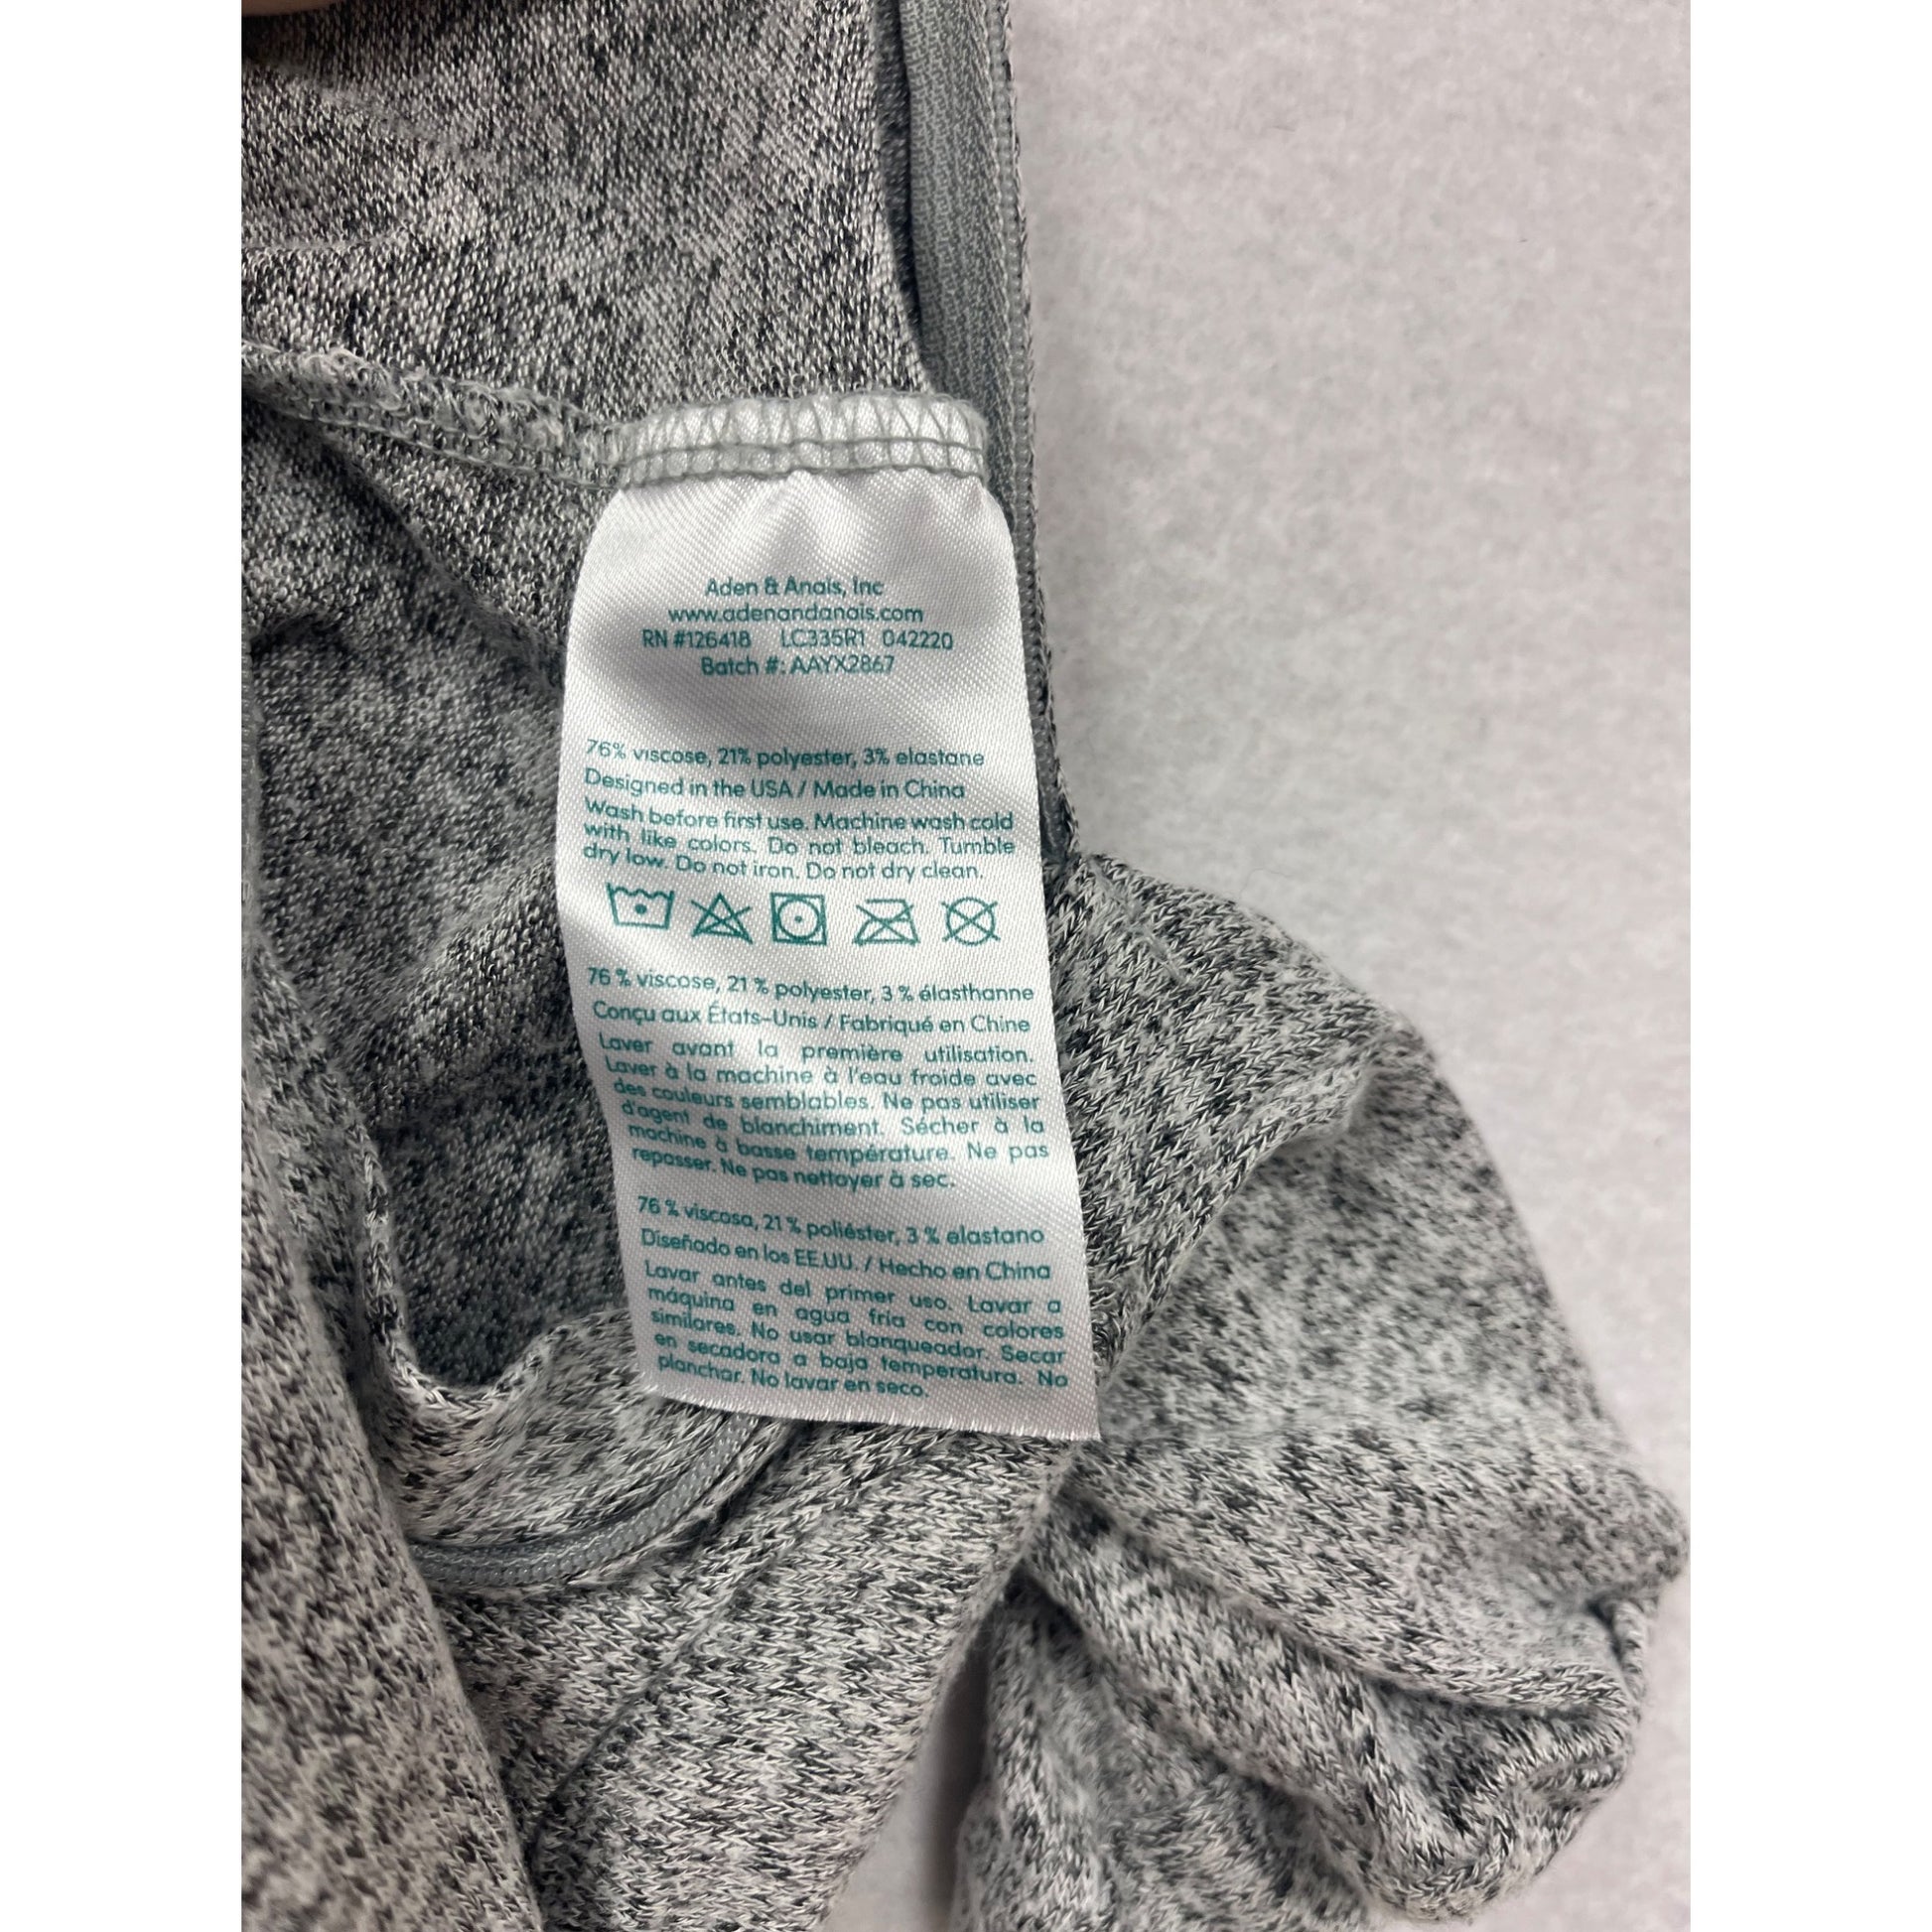 Aden & Anais, Inc
www.adenandanais.com
RN #126418 LC335R1 042220
Batch #: AAYX2867
76% viscose, 21% polyester, 3% elastane
Designed in the USA / Made in China
Wash before first use. Machine wash cold
with like colors. Do not bleach. Tumble
dry low. Do not iron. Do not dry clean.
76 % viscose, 21 % polyester, 3 % élasthanne
Conçu aux États-Unis / Fabriqué en Chine
Laver avant la première utilisation.
Laver à la machine à l'eau froide avec
des couleurs semblables. Ne pas utiliser
d'agent de blanchiment. Sécher à la
machine à basse température. Ne pas
repasser. Ne pas nettoyer à sec.
76 % viscosa, 21 % poliéster, 3 % elastano
Diseñado en los EE.UU. / Hecho en China
Lavar antes del primer uso. Lavar a
máquina en agua fría con colores
similares. No usar blanqueador. Secar
en secadora a baja temperatura. No
planchar. No lavar en seco.